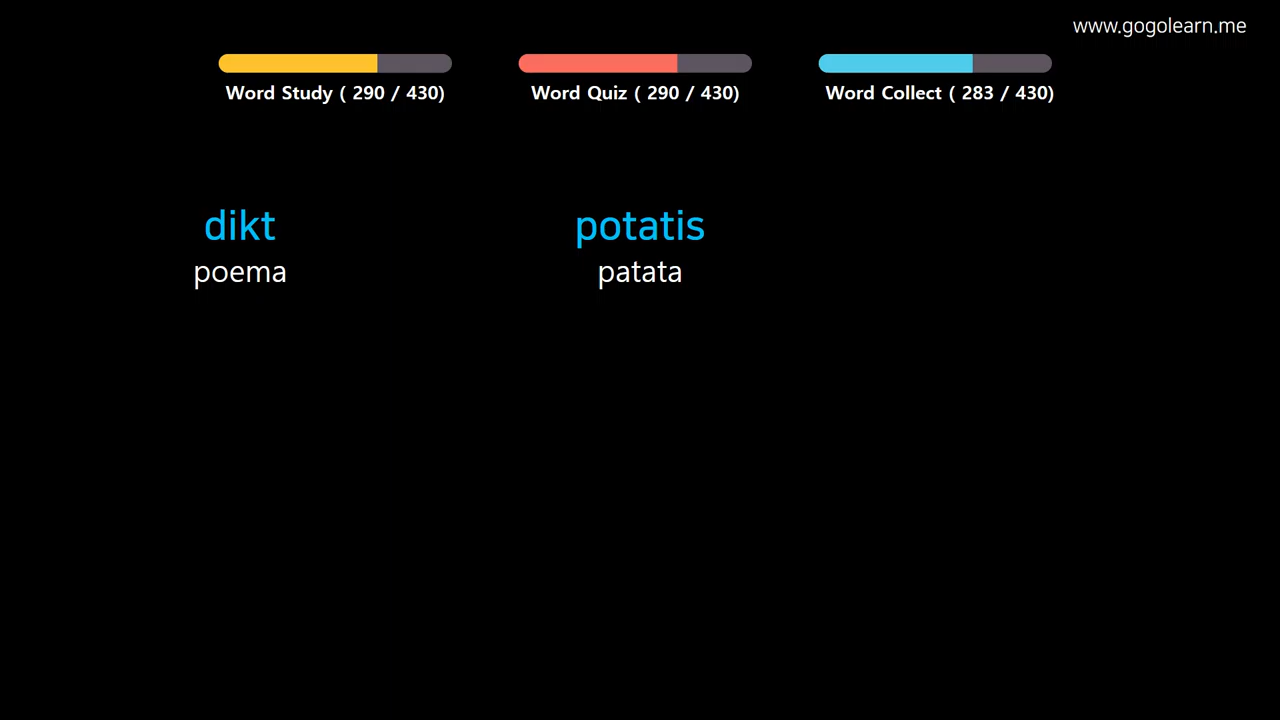 www.gogolearn.me
Word Study ( 290 / 430)
Word Quiz ( 290 / 430)
Word Collect ( 283 / 430)
dikt
poema
potatis
patata